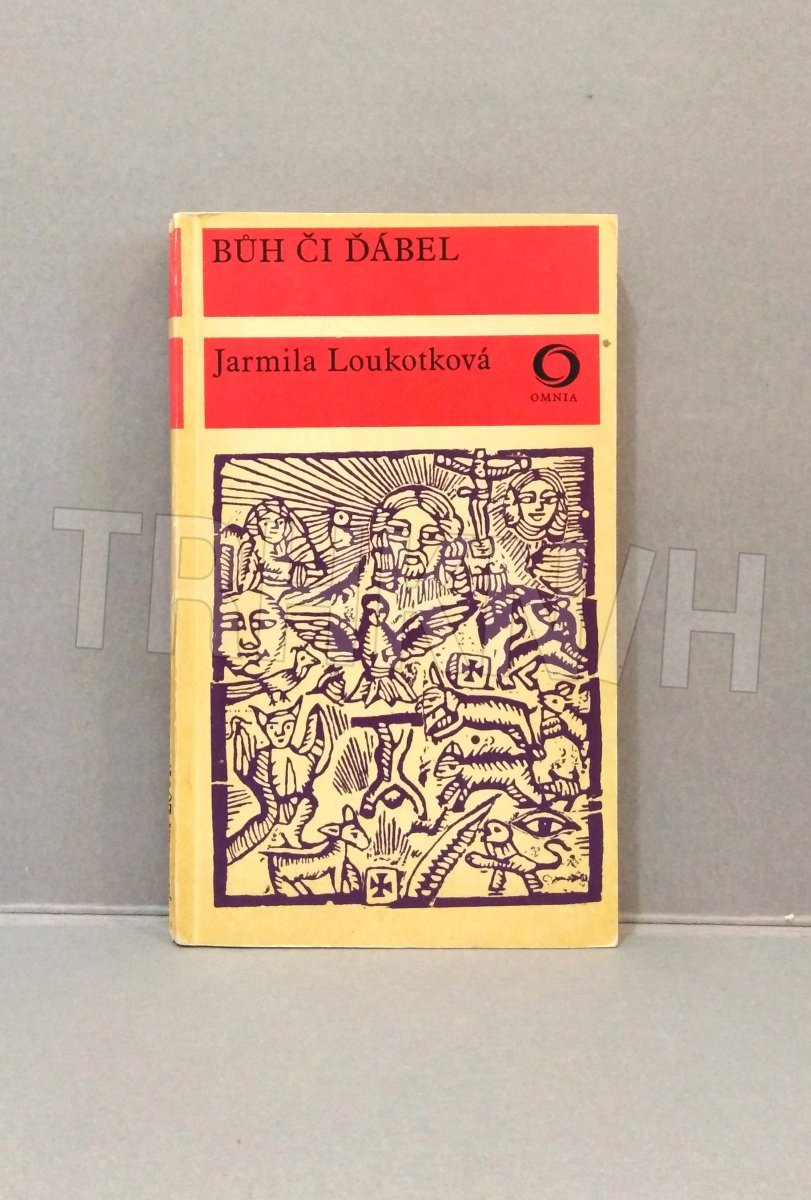 BŮH ČI ĎÁBEL
Jarmila Loukotková
OMNIA